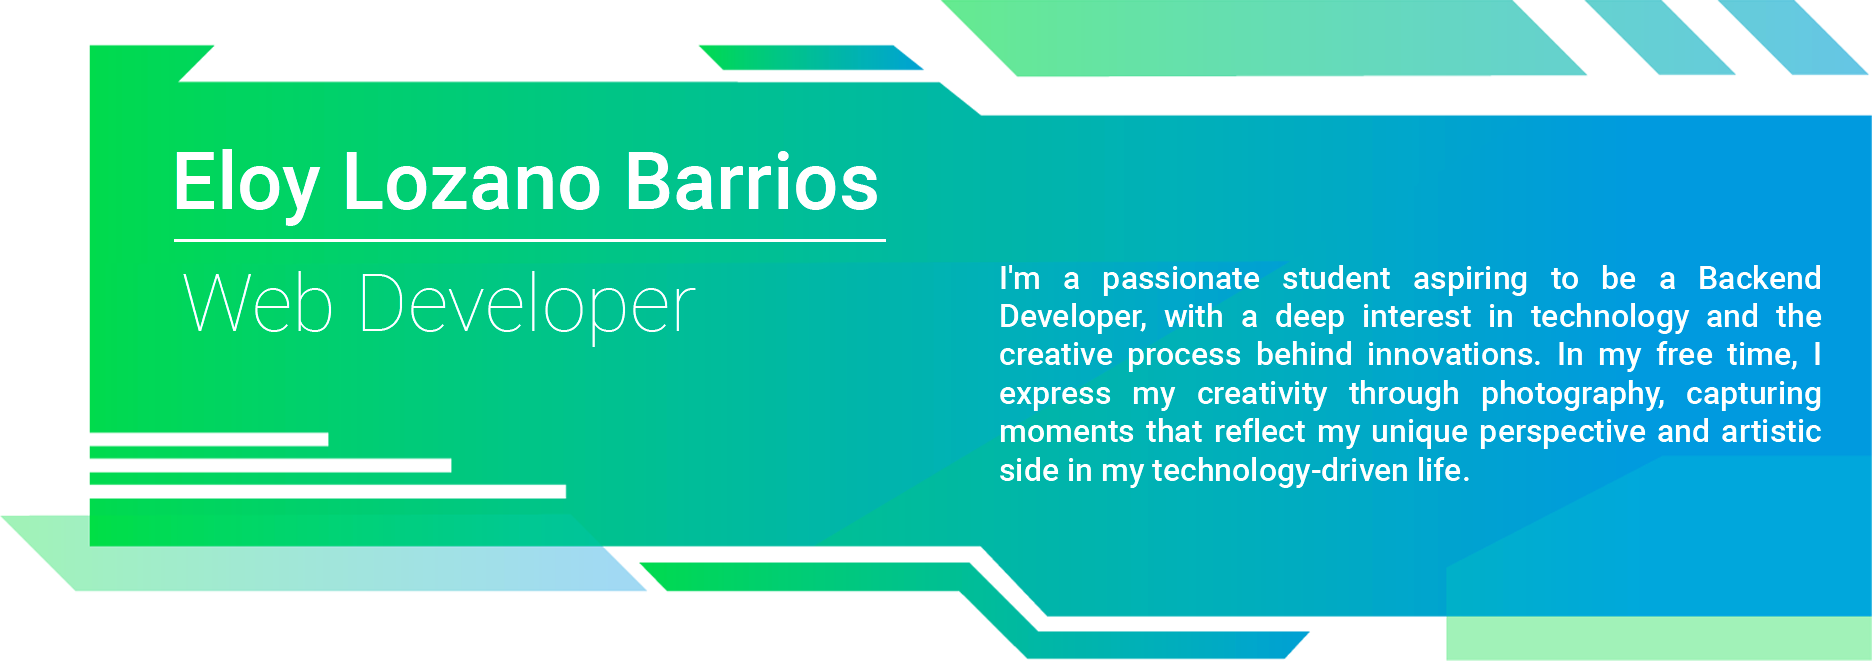 Eloy Lozano Barrios
Web Developer
I'm a passionate student aspiring to be a Backend
Developer, with a deep interest in technology and the
creative process behind innovations. In my free time, I
express my creativity through photography, capturing
moments that reflect my unique perspective and artistic
side in my technology-driven life.